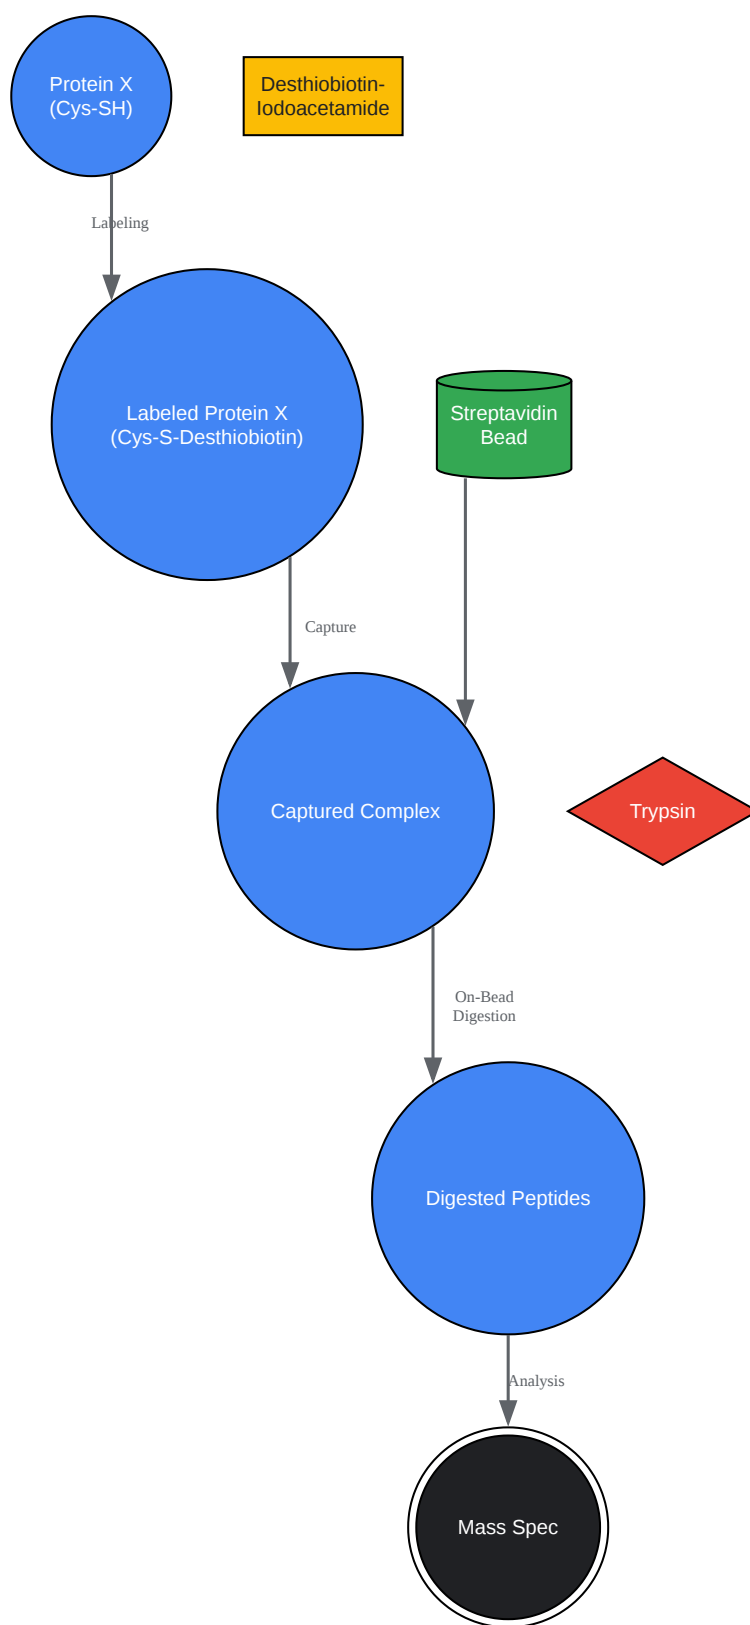 Protein X
(Cys-SH)
Desthiobiotin-
Iodoacetamide
Labeling
Labeled Protein X
(Cys-S-Desthiobiotin)
Streptavidin
Bead
Capture
Captured Complex
Trypsin
On-Bead
Digestion
Digested Peptides
Analysis
Mass Spec